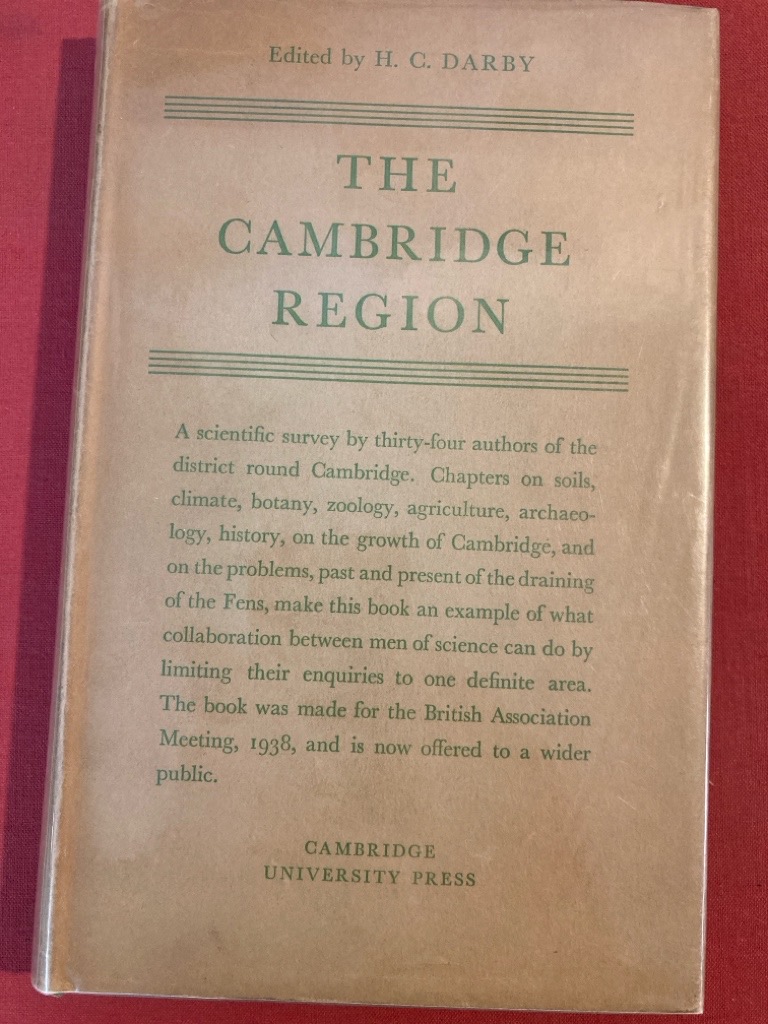 Edited by H. C. DARBY
THE
CAMBRIDGE
REGION
A scientific survey by thirty-four authors of the
district round Cambridge. Chapters on soils,
climate, botany, zoology, agriculture, archaeo-
logy, history, on the growth of Cambridge, and
on the problems, past and present of the draining
of the Fens, make this book an example of what
collaboration between men of science can do by
limiting their enquiries to one definite area.
The book was made for the British Association
Meeting, 1938, and is now offered to a wider
public.
CAMBRIDGE
UNIVERSITY PRESS